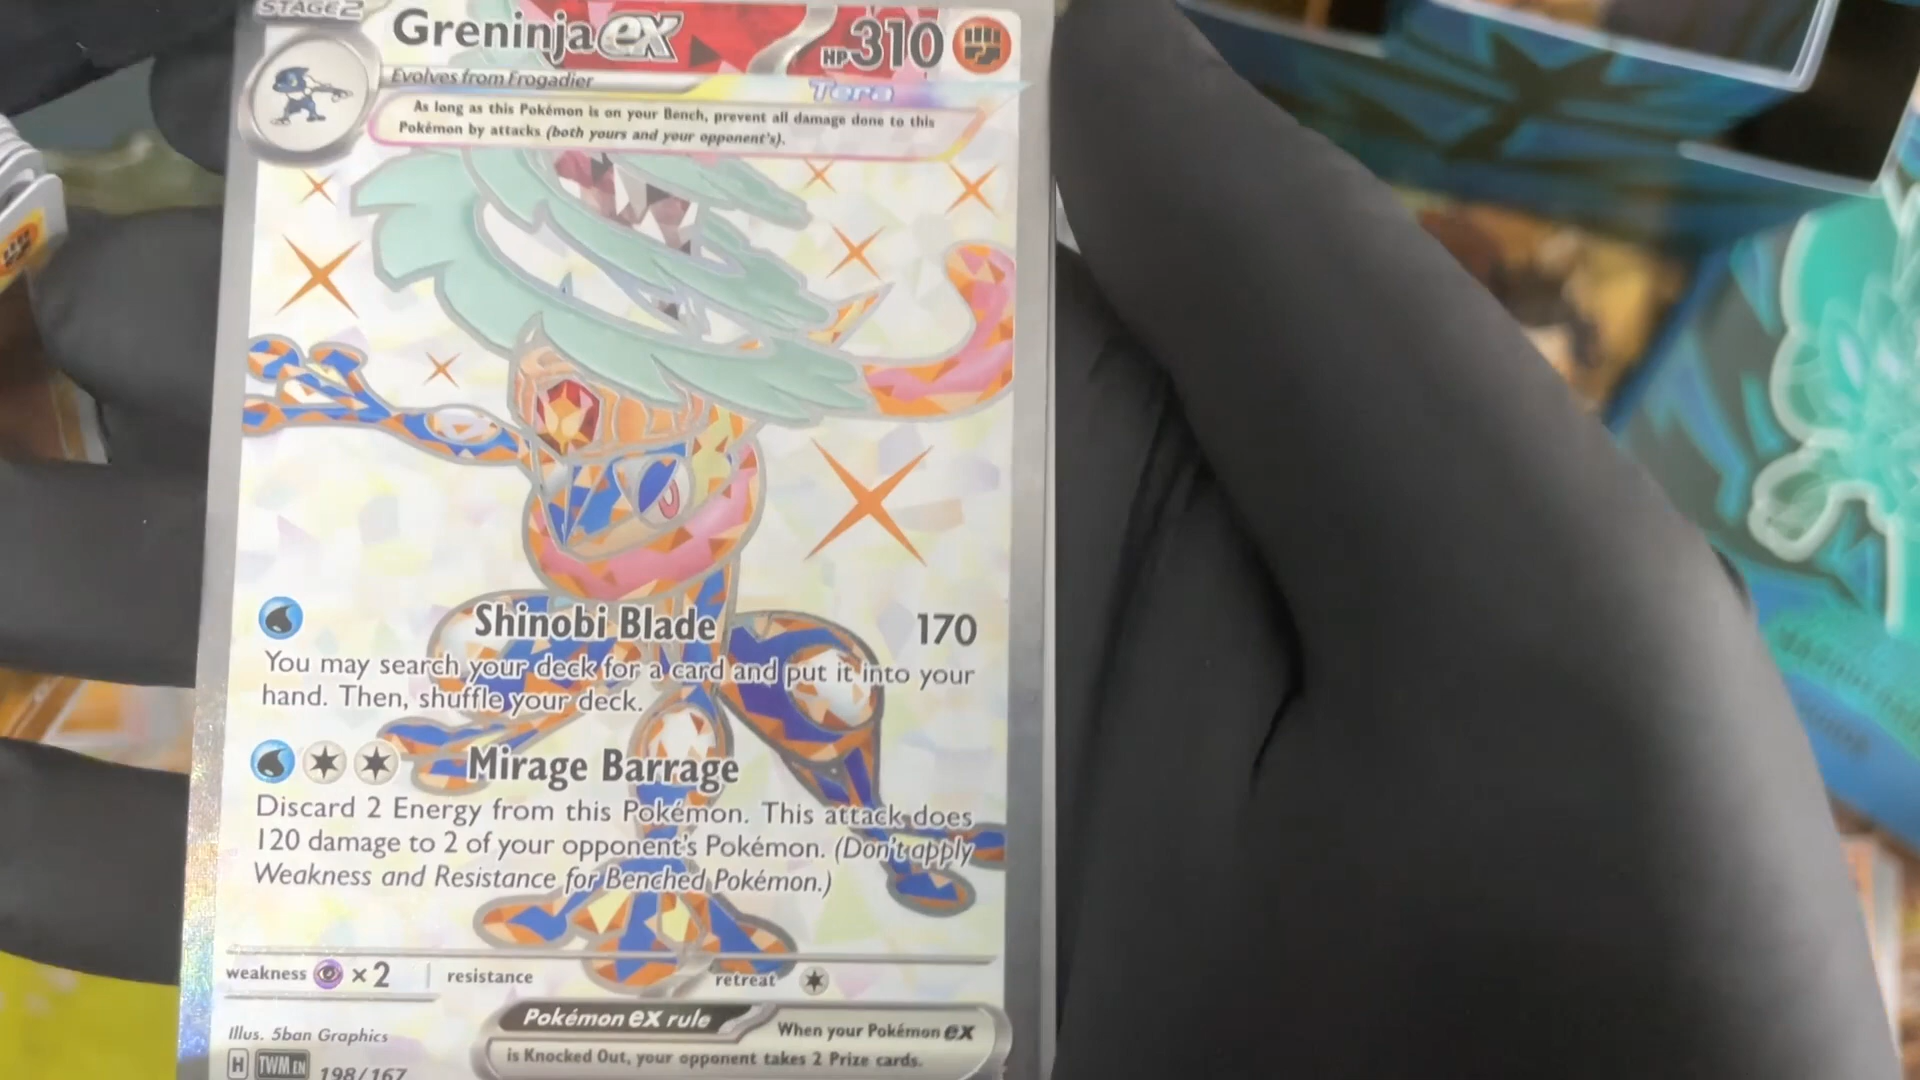 STAGE2
Greninja ex HP310
Evolves from Frogadier
Tera
As long as this Pokémon is on your Bench, prevent all damage done to this
Pokémon by attacks (both yours and your opponent's).
Shinobi Blade 170
You may search your deck for a card and put it into your
hand. Then, shuffle your deck.
Mirage Barrage
Discard 2 Energy from this Pokémon. This attack does
120 damage to 2 of your opponent's Pokémon. (Don't apply
Weakness and Resistance for Benched Pokémon.)
weakness ×2 resistance retreat
Illus. 5ban Graphics
Pokémon ex rule When your Pokémon ex
is Knocked Out, your opponent takes 2 Prize cards.
H TWM EN 198/167